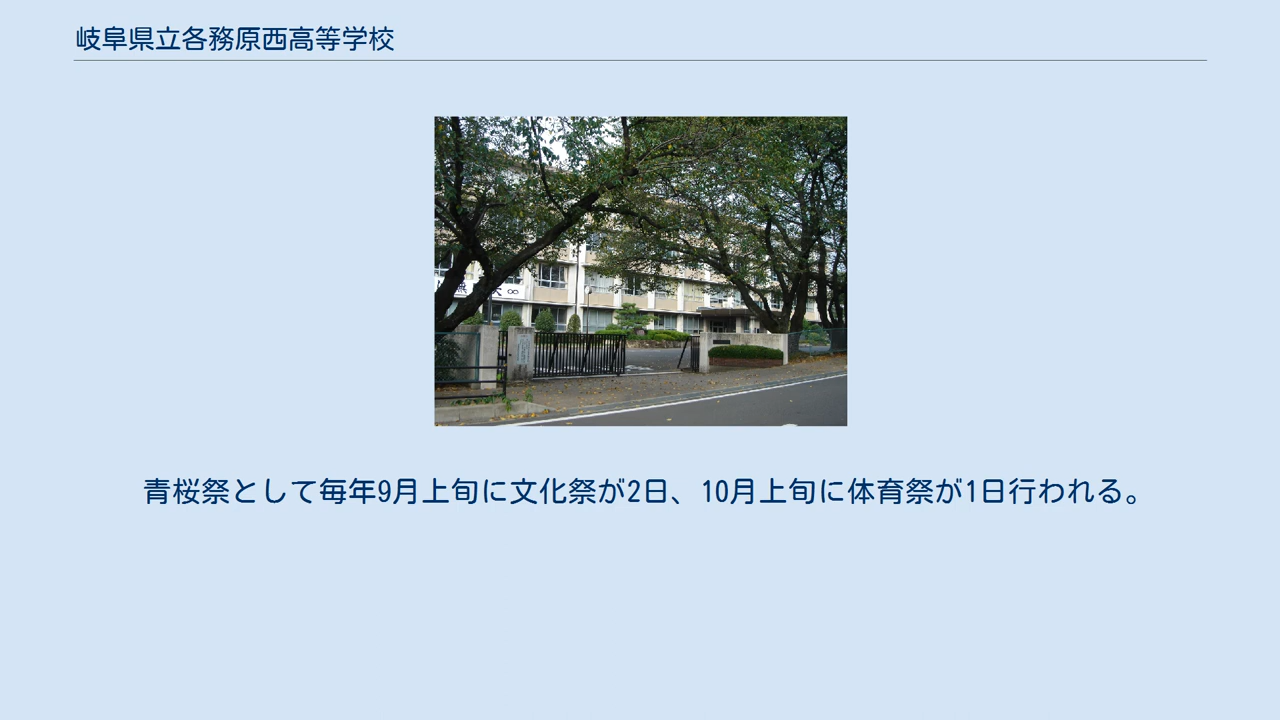 岐阜県立各務原西高等学校
青桜祭として毎年9月上旬に文化祭が2日、10月上旬に体育祭が1日行われる。